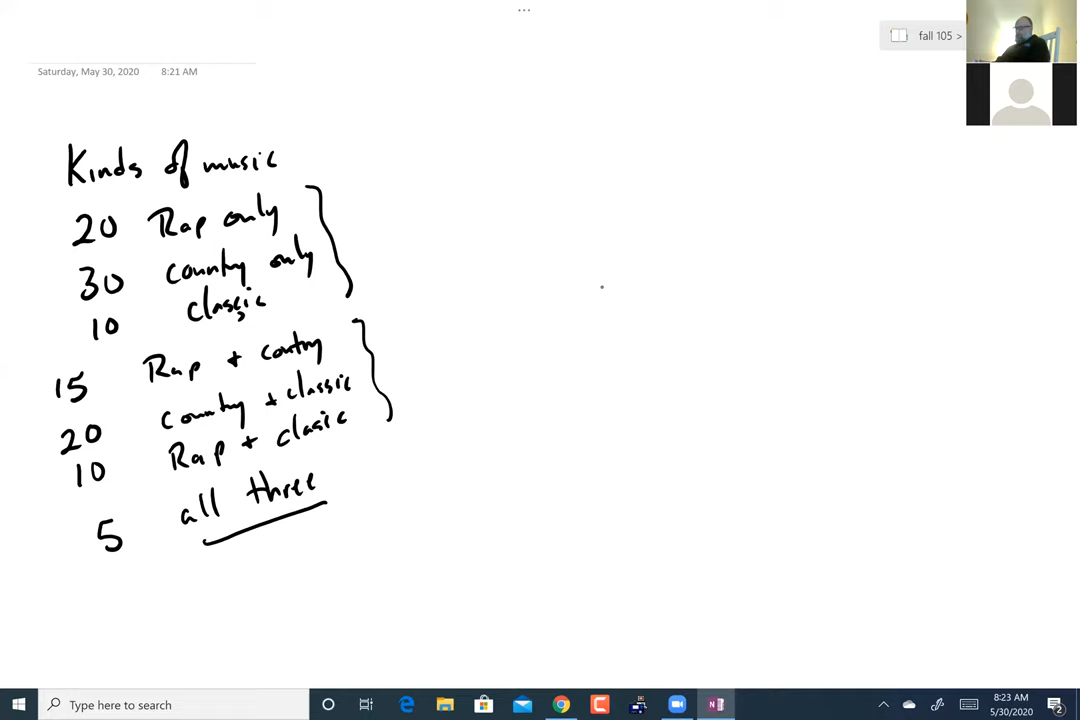 ...
fall 105 >
Saturday, May 30, 2020 8:21 AM
Kinds of music
20 Rap only
30 country only
10 classic
15 Rap + contry
20 country + classic
10 Rap + clasic
5 all three
Type here to search
8:23 AM
5/30/2020
2